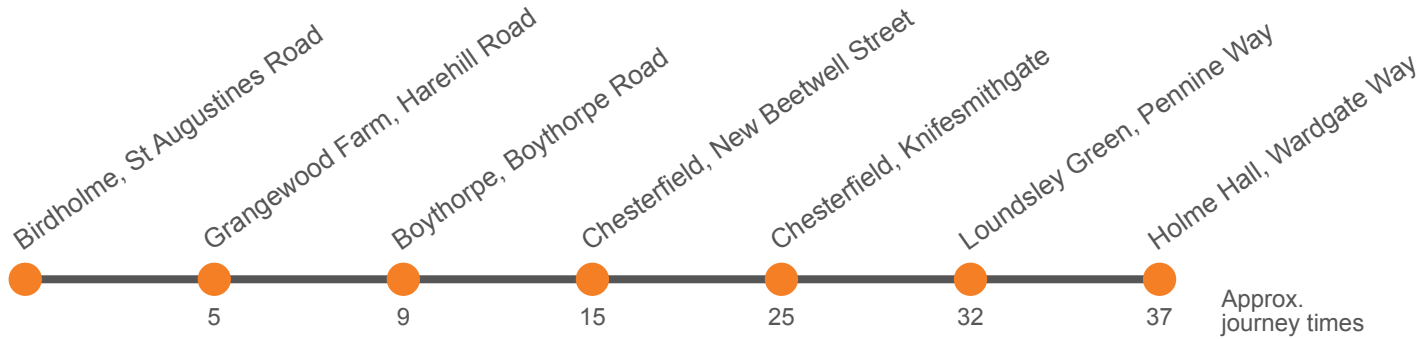 Birdholme, St Augustines Road
Grangewood Farm, Harehill Road
Boythorpe, Boythorpe Road
Chesterfield, New Beetwell Street
Chesterfield, Knifesmithgate
Loundsley Green, Pennine Way
Holme Hall, Wardgate Way
5 9 15 25 32 37
Approx.
journey times